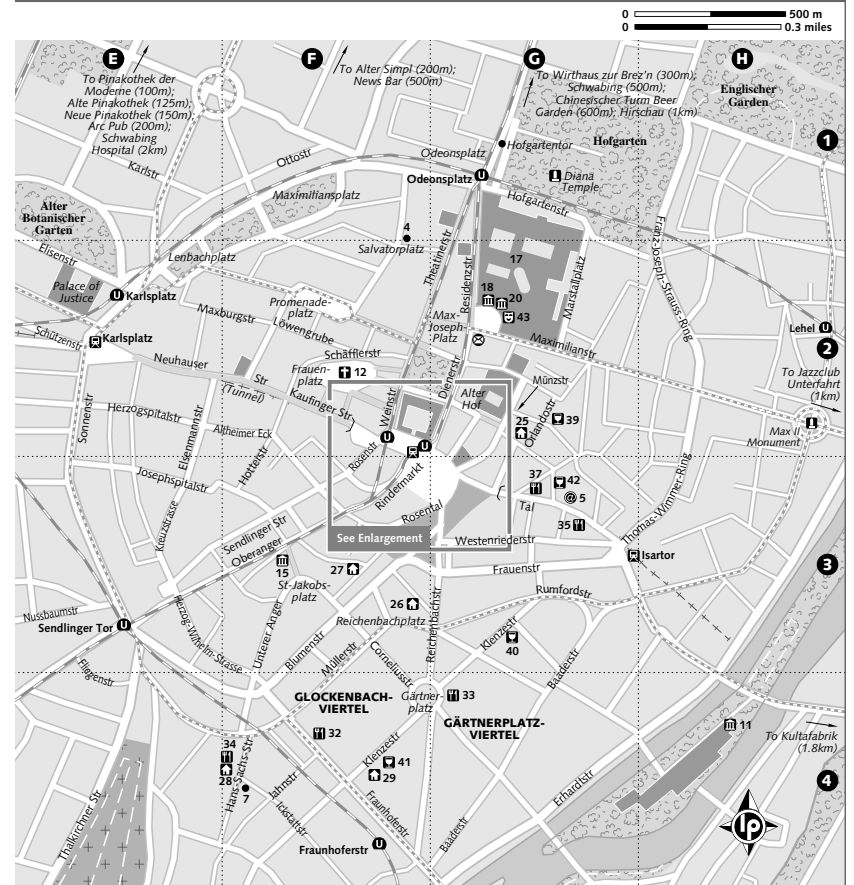 0 500 m
0 0.3 miles
E
F
G
H
To Pinakothek der
Moderne (100m);
Alte Pinakothek (125m);
Neue Pinakothek (150m);
Arc Pub (200m);
Schwabing
Hospital (2km)
To Alter Simpl (200m);
News Bar (500m)
To Wirthaus zur Brez'n (300m);
Schwabing (500m);
Chinesischer Turm Beer
Garden (600m); Hirschau (1km)
Englischer
Garden
1
Karlstr
Ottostr
Odeonsplatz
Hofgartentor
Hofgarten
Odeonsplatz
U
Diana
Temple
Maximiliansplatz
Hofgartenstr
Alter
Botanischer
Garten
4
Salvatorplatz
Elisenstr
Lenbachplatz
Theatinerstr
Residenzstr
17
Marstallplatz
Franz-Joseph-Strauss-Ring
Palace of
Justice
U
Karlsplatz
Promenade-
platz
18
20
43
Maxburgstr
Löwengrube
Max-
Joseph-
Platz
Maximilianstr
Lehel
U
Schützenstr
Karlsplatz
2
Neuhauser
Str
(Tunnel)
Schäfflerstr
Frauen-
platz
12
Kaufinger Str
Weinstr
Dienerstr
Alter
Hof
Münzstr
To Jazzclub
Unterfahrt
(1km)
Sonnenstr
Herzogspitalstr
Eisenmannstr
Altheimer Eck
Hotterstr
Rosenstr
U
U
25
Orlandostr
39
Max II
Monument
Josephspitalstr
Rindermarkt
37
42
@ 5
Tal
35
Thomas-Wimmer-Ring
Kreuzstrasse
Sendlinger Str
Oberanger
Rosental
See Enlargement
Westenriederstr
Isartor
3
15
St-Jakobs-
platz
27
Frauenstr
Nussbaumstr
Sendlinger Tor
U
Herzog-Wilhelm-Strasse
Unterer Anger
26
Reichenbachplatz
Reichenbachstr
Rumfordstr
Klenzestr
40
Blumenstr
Müllerstr
Corneliusstr
Baaderstr
Fliegenstr
GLOCKENBACH-
VIERTEL
Gärtner-
platz
33
GÄRTNERPLATZ-
VIERTEL
11
To Kultafabrik
(1.8km)
32
34
28
Hans-Sachs-Str
7
Klenzestr
41
29
Jahnstr
Ickstattstr
Fraunhoferstr
Erhardtstr
4
Thalkirchner Str
Baaderstr
Fraunhoferstr
U
lp